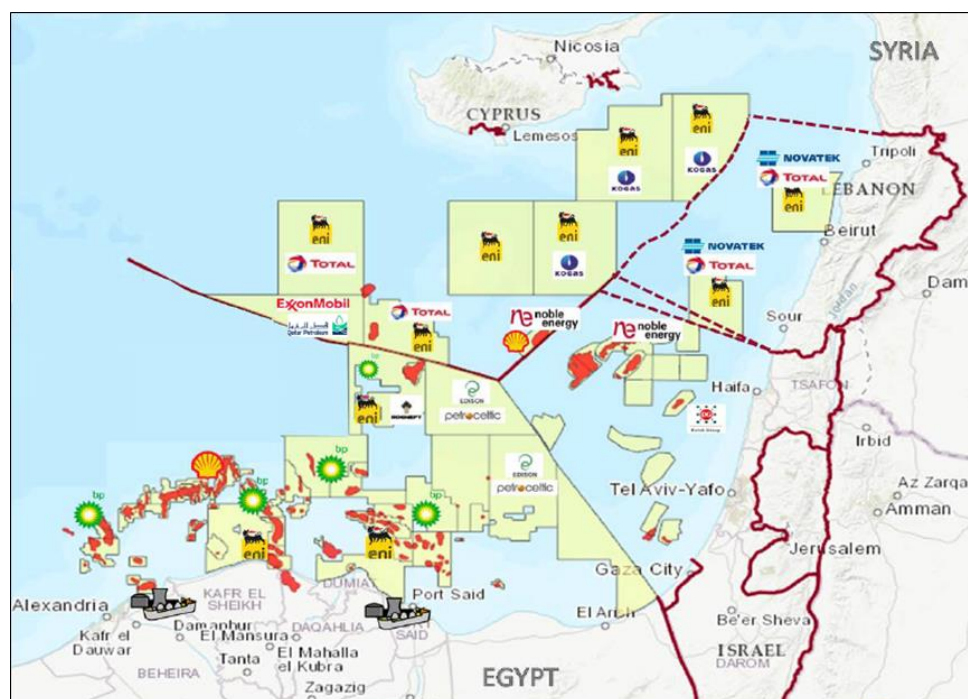 Nicosia
SYRIA
CYPRUS
Lemesos
eni
eni
KOGAS
KOGAS
NOVATEK
TOTAL
eni
Tripoli
LEBANON
Beirut
eni
TOTAL
eni
eni
KOGAS
NOVATEK
TOTAL
eni
Dam
Jordan
ExxonMobil
Qatar Petroleum
TOTAL
eni
noble
energy
noble
energy
Sour
Haifa
TSAFON
bp
EDISON
petroceltic
eni
ROSNEFT
Irbid
EDISON
petroceltic
bp
bp
bp
bp
Tel Aviv-Yafo
Az Zarqa
Amman
eni
eni
Jerusalem
Gaza City
Alexandria
KAFR EL
SHEIKH
DUMIAT
Port Said
SAID
El Arish
Be'er Sheva
Kafr el
Dauwar
Damanhur
El Mansura
DAQAHLIA
ISRAEL
DAROM
BEHEIRA
Tanta
El Mahalla
el Kubra
Zagazig
EGYPT